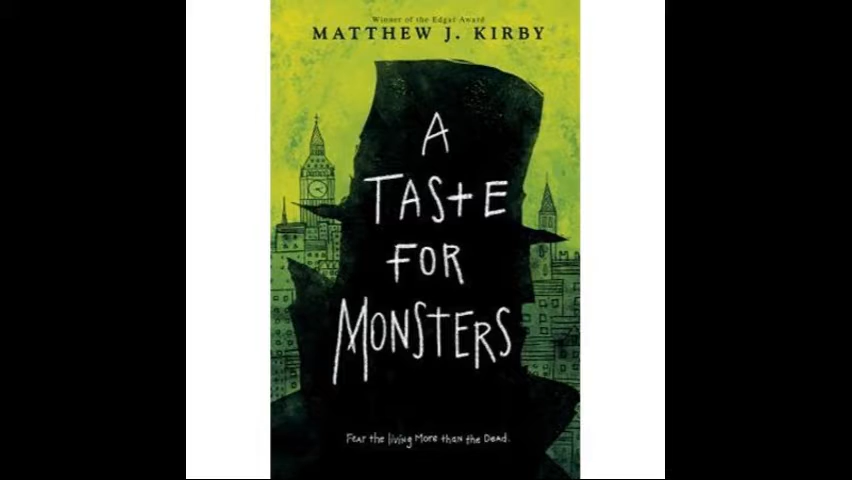 Winner of the Edgar Award
MATTHEW J. KIRBY
A
TASTE
FOR
MONSTERS
Fear the living More than the Dead.